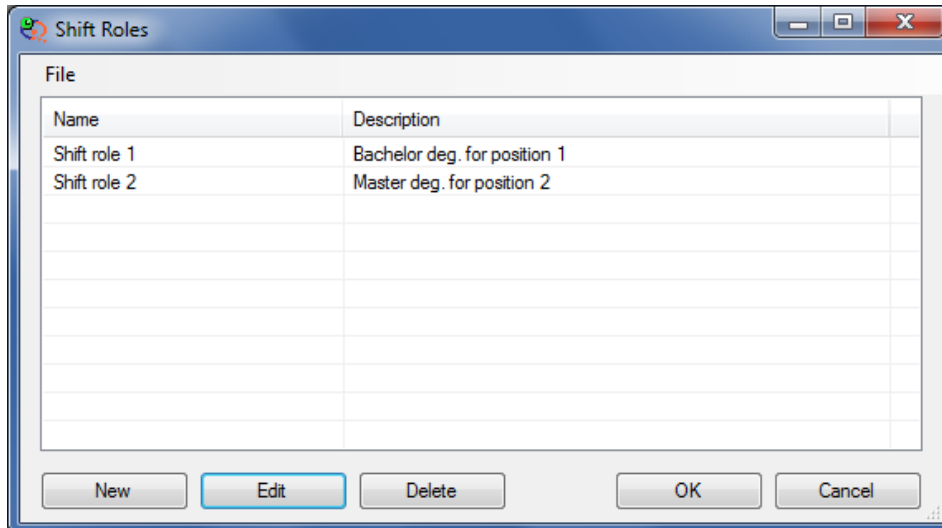 Shift Roles
File
Name Description
Shift role 1 Bachelor deg. for position 1
Shift role 2 Master deg. for position 2
New Edit Delete OK Cancel